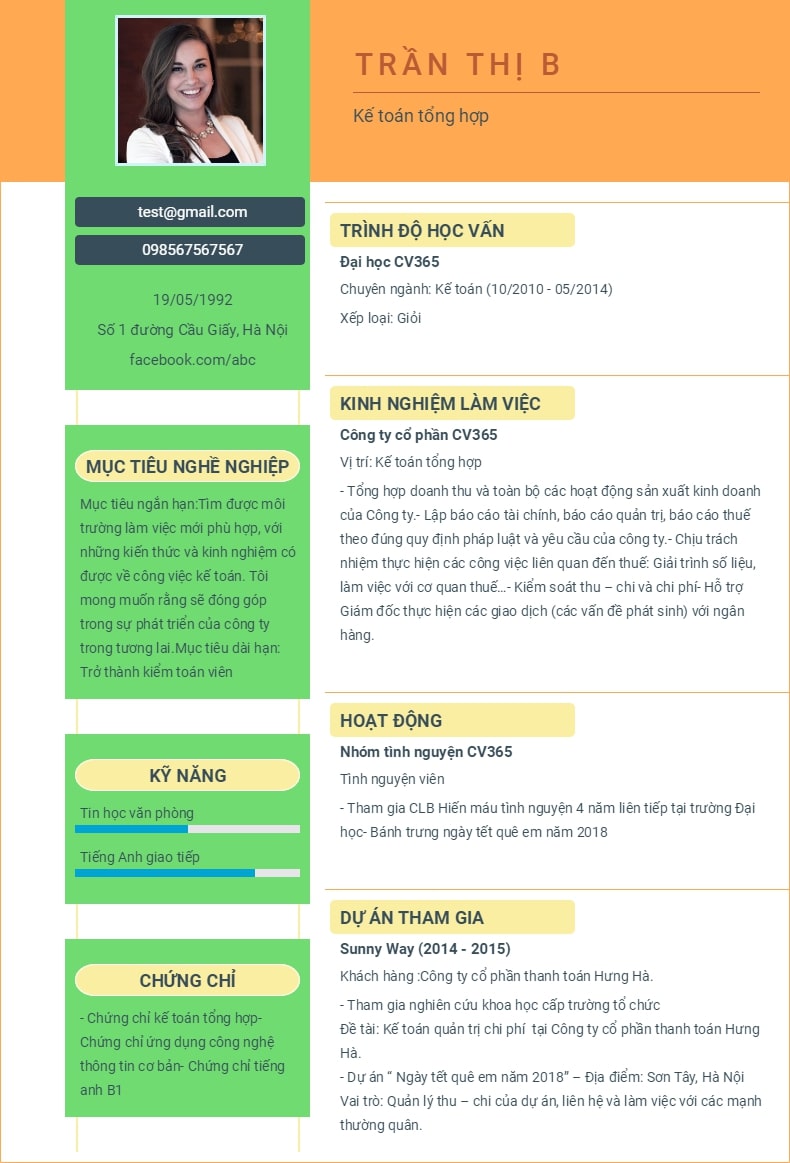 TRẦN THỊ B
Kế toán tổng hợp
test@gmail.com
098567567567
19/05/1992
Số 1 đường Cầu Giấy, Hà Nội
facebook.com/abc
MỤC TIÊU NGHỀ NGHIỆP
Mục tiêu ngắn hạn:Tìm được môi
trường làm việc mới phù hợp, với
những kiến thức và kinh nghiệm có
được về công việc kế toán. Tôi
mong muốn rằng sẽ đóng góp
trong sự phát triển của công ty
trong tương lai.Mục tiêu dài hạn:
Trở thành kiểm toán viên
KỸ NĂNG
Tin học văn phòng
Tiếng Anh giao tiếp
CHỨNG CHỈ
- Chứng chỉ kế toán tổng hợp-
Chứng chỉ ứng dụng công nghệ
thông tin cơ bản- Chứng chỉ tiếng
anh B1
TRÌNH ĐỘ HỌC VẤN
Đại học CV365
Chuyên ngành: Kế toán (10/2010 - 05/2014)
Xếp loại: Giỏi
KINH NGHIỆM LÀM VIỆC
Công ty cổ phần CV365
Vị trí: Kế toán tổng hợp
- Tổng hợp doanh thu và toàn bộ các hoạt động sản xuất kinh doanh
của Công ty.- Lập báo cáo tài chính, báo cáo quản trị, báo cáo thuế
theo đúng quy định pháp luật và yêu cầu của công ty.- Chịu trách
nhiệm thực hiện các công việc liên quan đến thuế: Giải trình số liệu,
làm việc với cơ quan thuế…- Kiểm soát thu – chi và chi phí- Hỗ trợ
Giám đốc thực hiện các giao dịch (các vấn đề phát sinh) với ngân
hàng.
HOẠT ĐỘNG
Nhóm tình nguyện CV365
Tình nguyện viên
- Tham gia CLB Hiến máu tình nguyện 4 năm liên tiếp tại trường Đại
học- Bánh trưng ngày tết quê em năm 2018
DỰ ÁN THAM GIA
Sunny Way (2014 - 2015)
Khách hàng :Công ty cổ phần thanh toán Hưng Hà.
- Tham gia nghiên cứu khoa học cấp trường tổ chức
Đề tài: Kế toán quản trị chi phí  tại Công ty cổ phần thanh toán Hưng
Hà.
- Dự án “ Ngày tết quê em năm 2018” – Địa điểm: Sơn Tây, Hà Nội
Vai trò: Quản lý thu – chi của dự án, liên hệ và làm việc với các mạnh
thường quân.